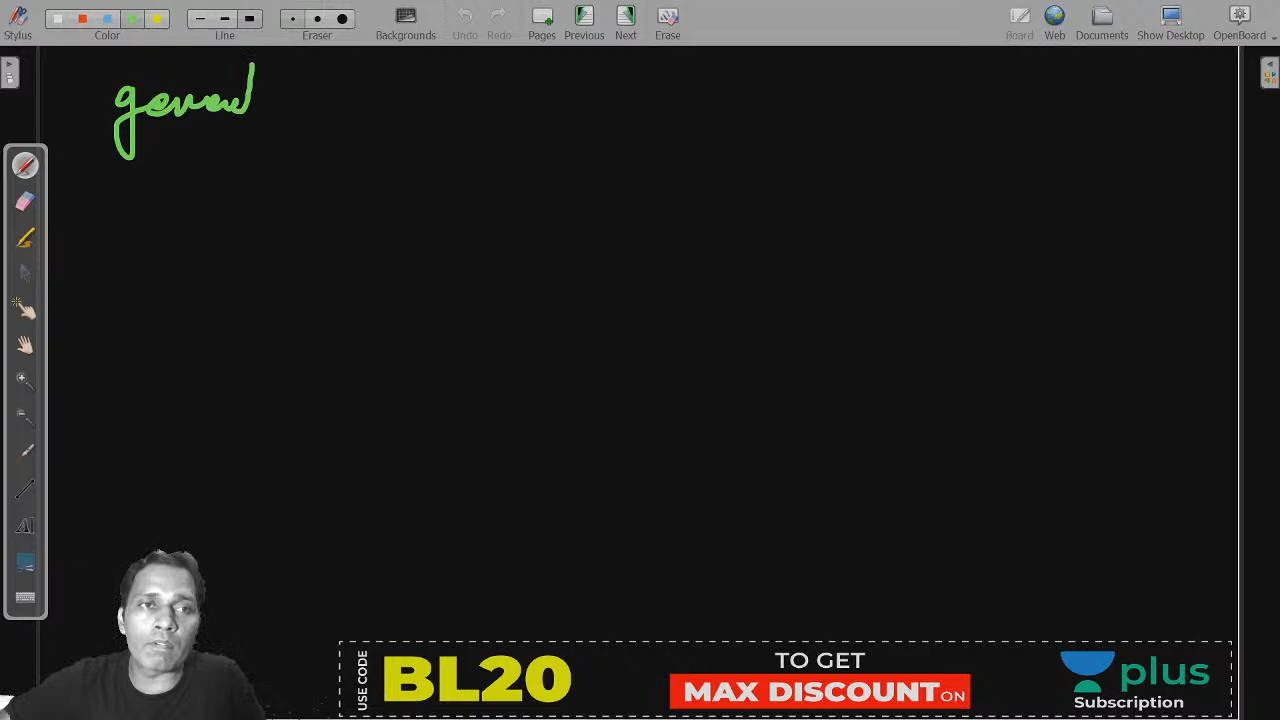 Stylus
Color
Line
Eraser
Backgrounds
Undo
Redo
Pages
Previous
Next
Erase
Board
Web
Documents
Show Desktop
OpenBoard
AI
USE CODE
BL20
TO GET
MAX DISCOUNT ON
plus
Subscription